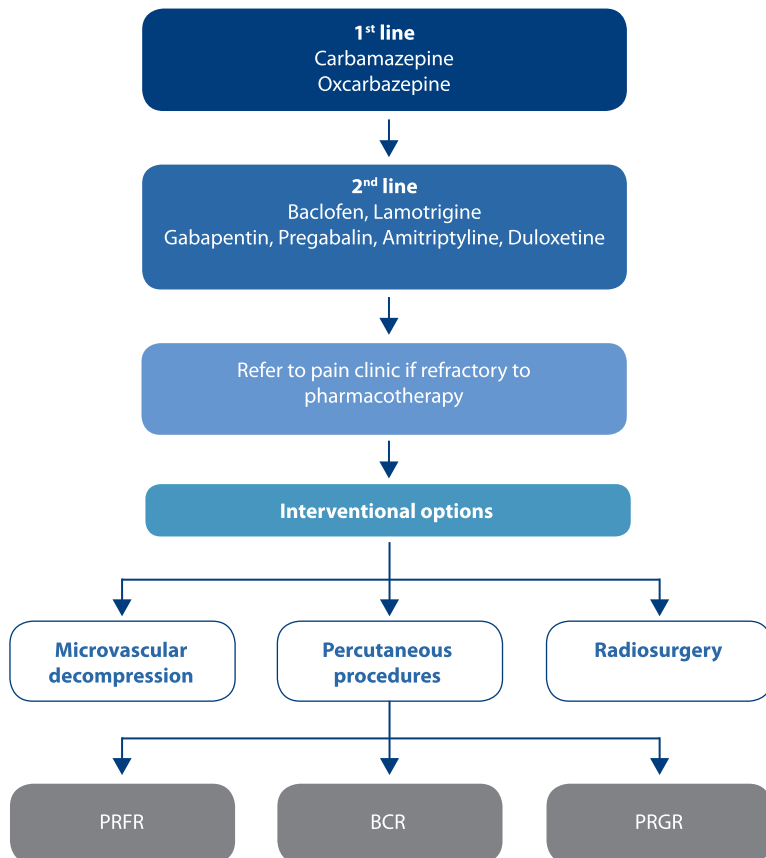 1st line
Carbamazepine
Oxcarbazepine
2nd line
Baclofen, Lamotrigine
Gabapentin, Pregabalin, Amitriptyline, Duloxetine
Refer to pain clinic if refractory to
pharmacotherapy
Interventional options
Microvascular
decompression
Percutaneous
procedures
Radiosurgery
PRFR
BCR
PRGR